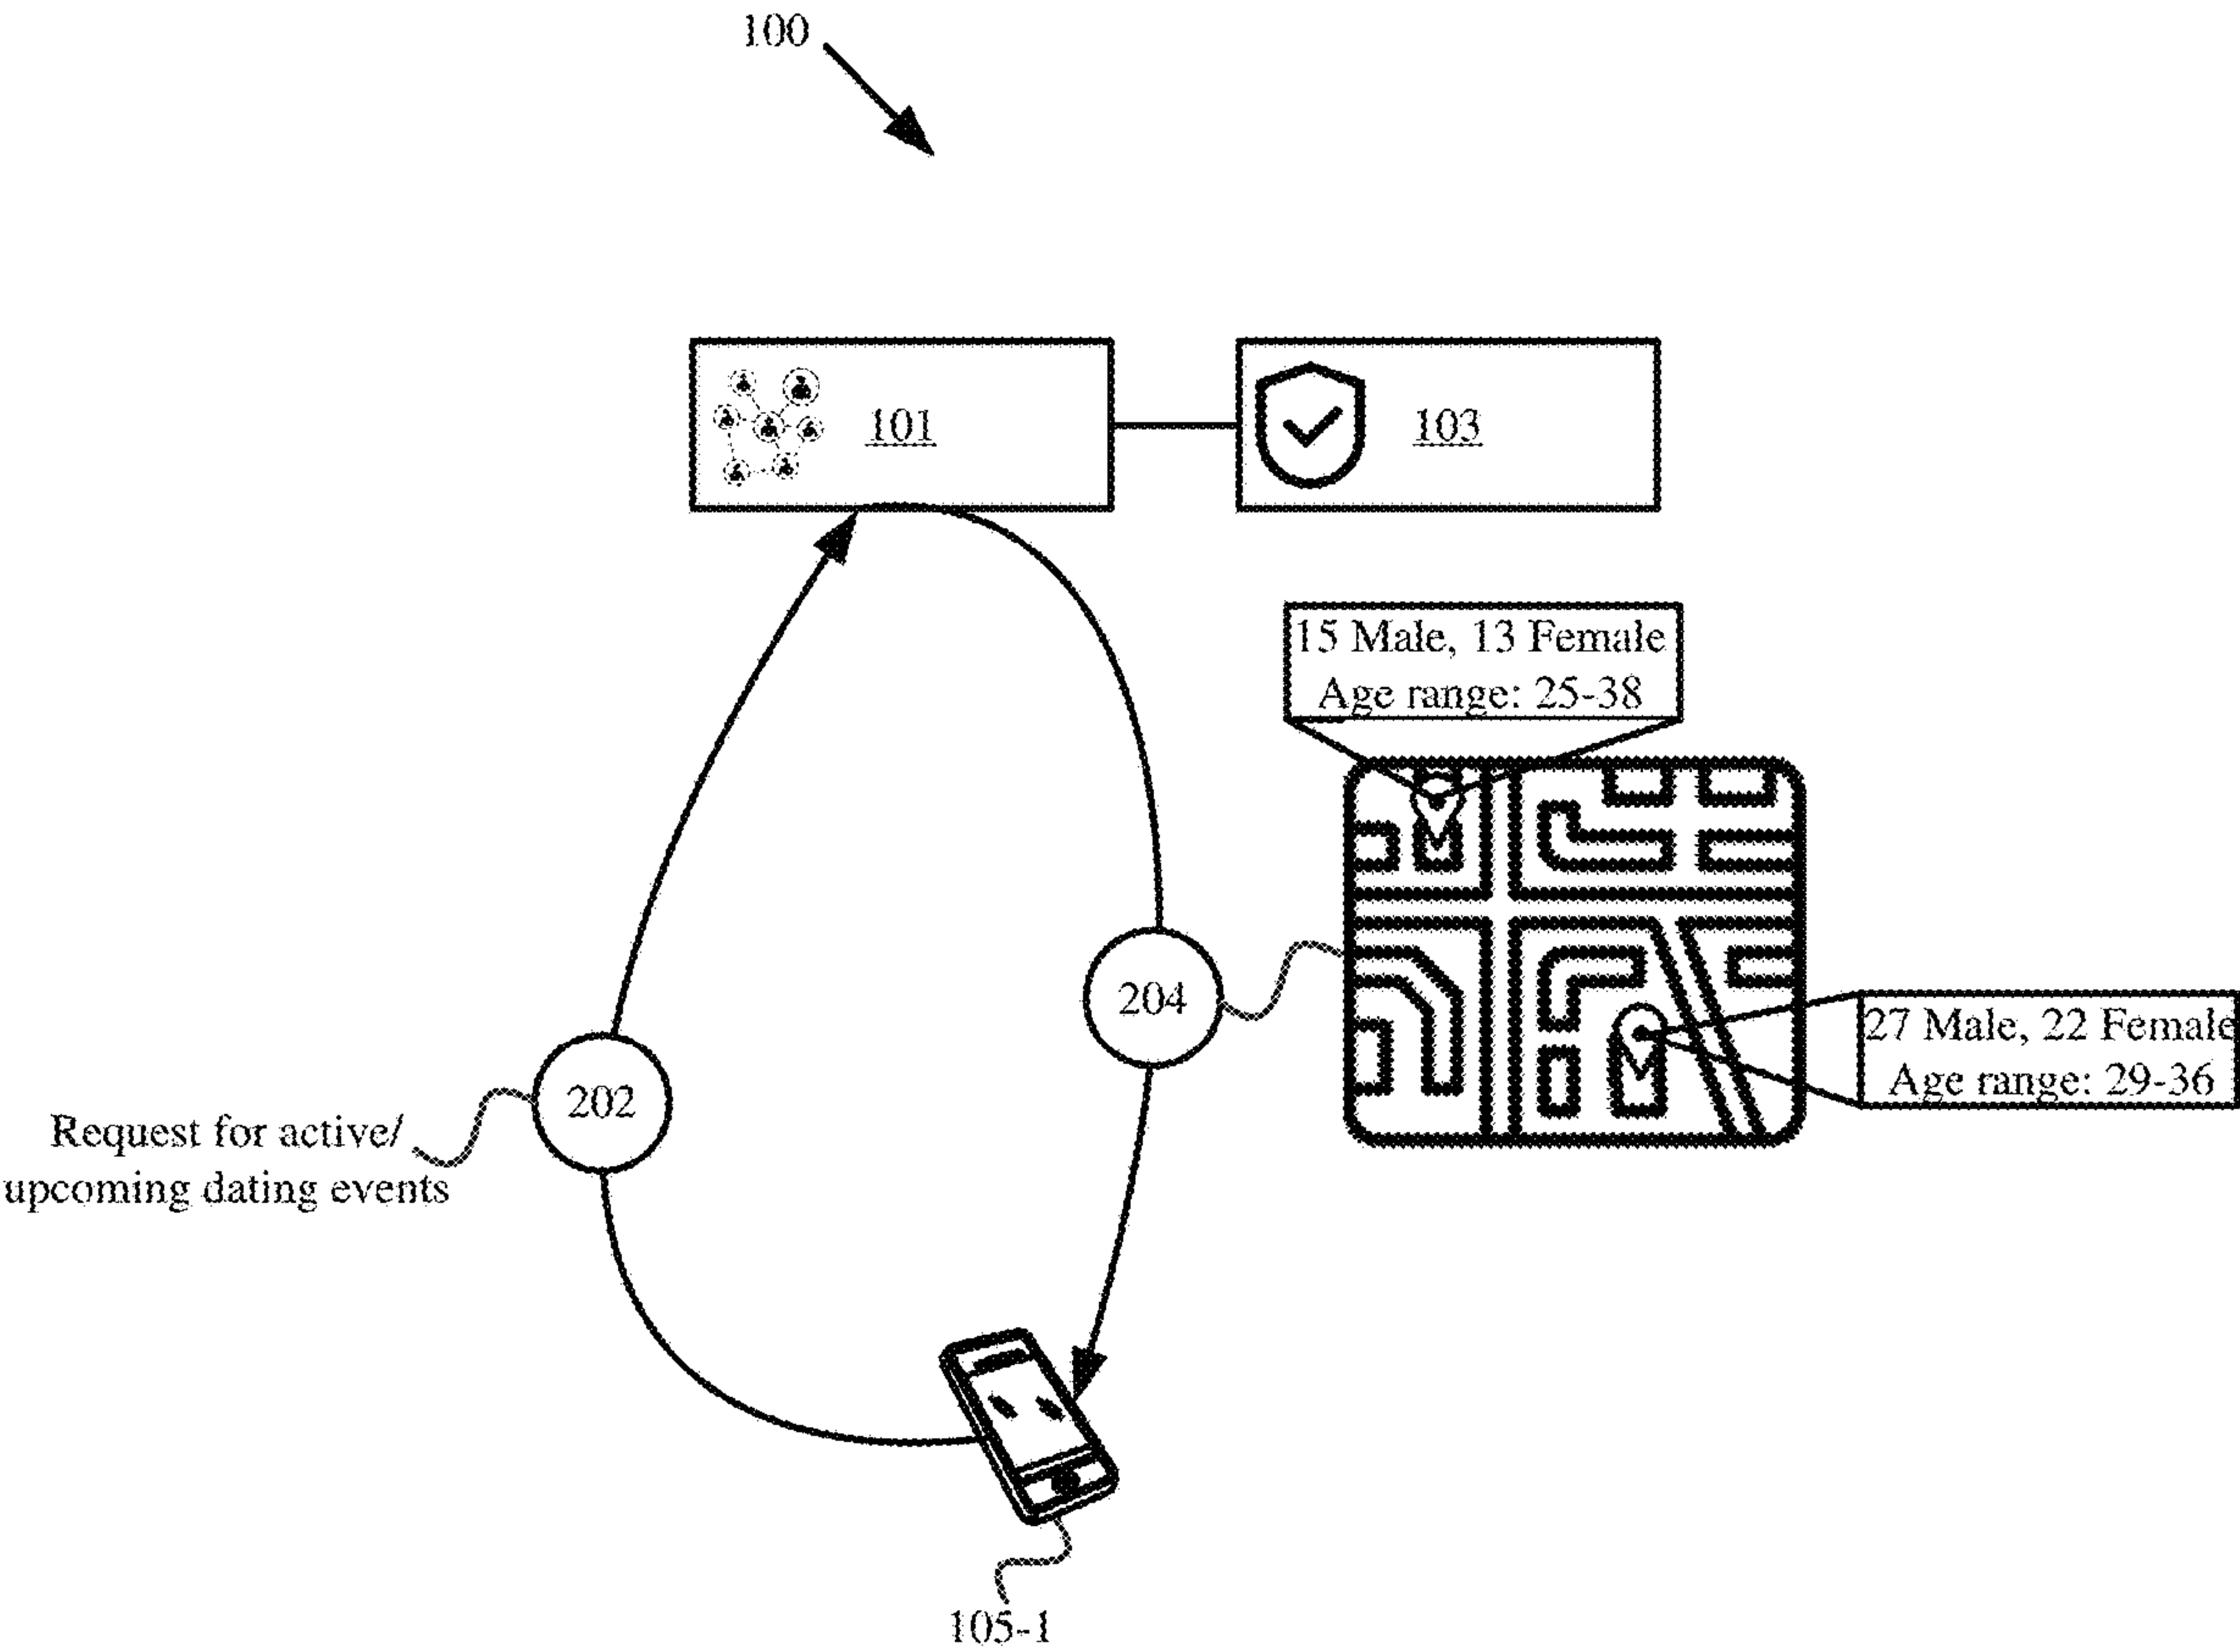 100
101
103
15 Male, 13 Female
Age range: 25-38
204
27 Male, 22 Female
Age range: 29-36
202
Request for active/
upcoming dating events
105-1